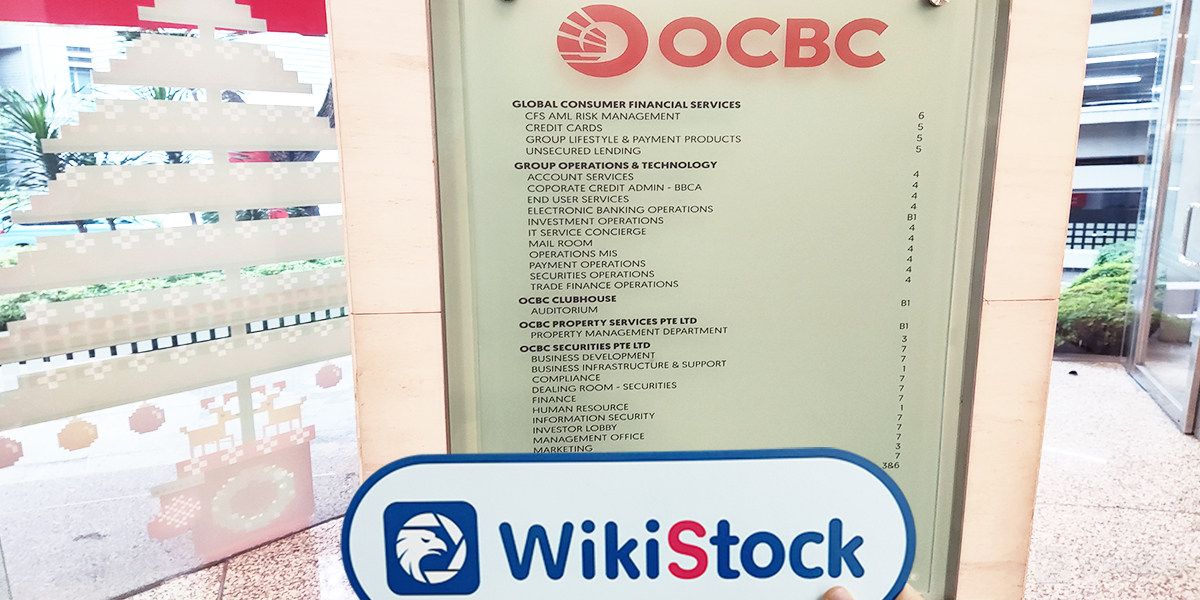 OCBC
GLOBAL CONSUMER FINANCIAL SERVICES
CFS AML RISK MANAGEMENT 6
CREDIT CARDS 5
GROUP LIFESTYLE & PAYMENT PRODUCTS 5
UNSECURED LENDING 5
GROUP OPERATIONS & TECHNOLOGY
ACCOUNT SERVICES 4
COPORATE CREDIT ADMIN - BBCA 4
END USER SERVICES 4
ELECTRONIC BANKING OPERATIONS 4
INVESTMENT OPERATIONS B1
IT SERVICE CONCIERGE 4
MAIL ROOM 4
OPERATIONS MIS 4
PAYMENT OPERATIONS 4
SECURITIES OPERATIONS 4
TRADE FINANCE OPERATIONS 4
OCBC CLUBHOUSE
AUDITORIUM B1
OCBC PROPERTY SERVICES PTE LTD
PROPERTY MANAGEMENT DEPARTMENT B1
OCBC SECURITIES PTE LTD
BUSINESS DEVELOPMENT 3
BUSINESS INFRASTRUCTURE & SUPPORT 7
COMPLIANCE 7
DEALING ROOM - SECURITIES 1
FINANCE 7
HUMAN RESOURCE 7
INFORMATION SECURITY 7
INVESTOR LOBBY 1
MANAGEMENT OFFICE 7
MARKETING 7
7
3
7
3&6
WikiStock